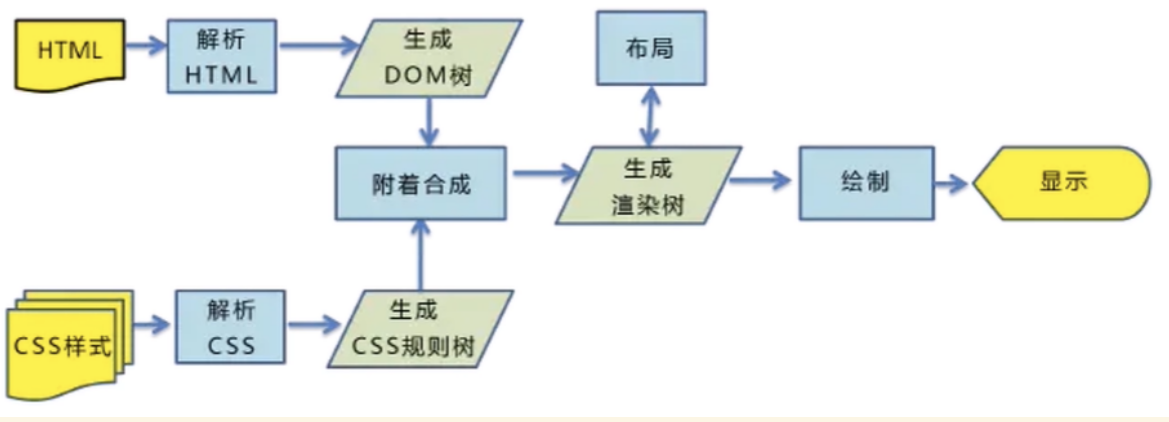 HTML
解析
HTML
生成
DOM树
布局
附着合成
生成
渲染树
绘制
显示
CSS样式
解析
CSS
生成
CSS规则树